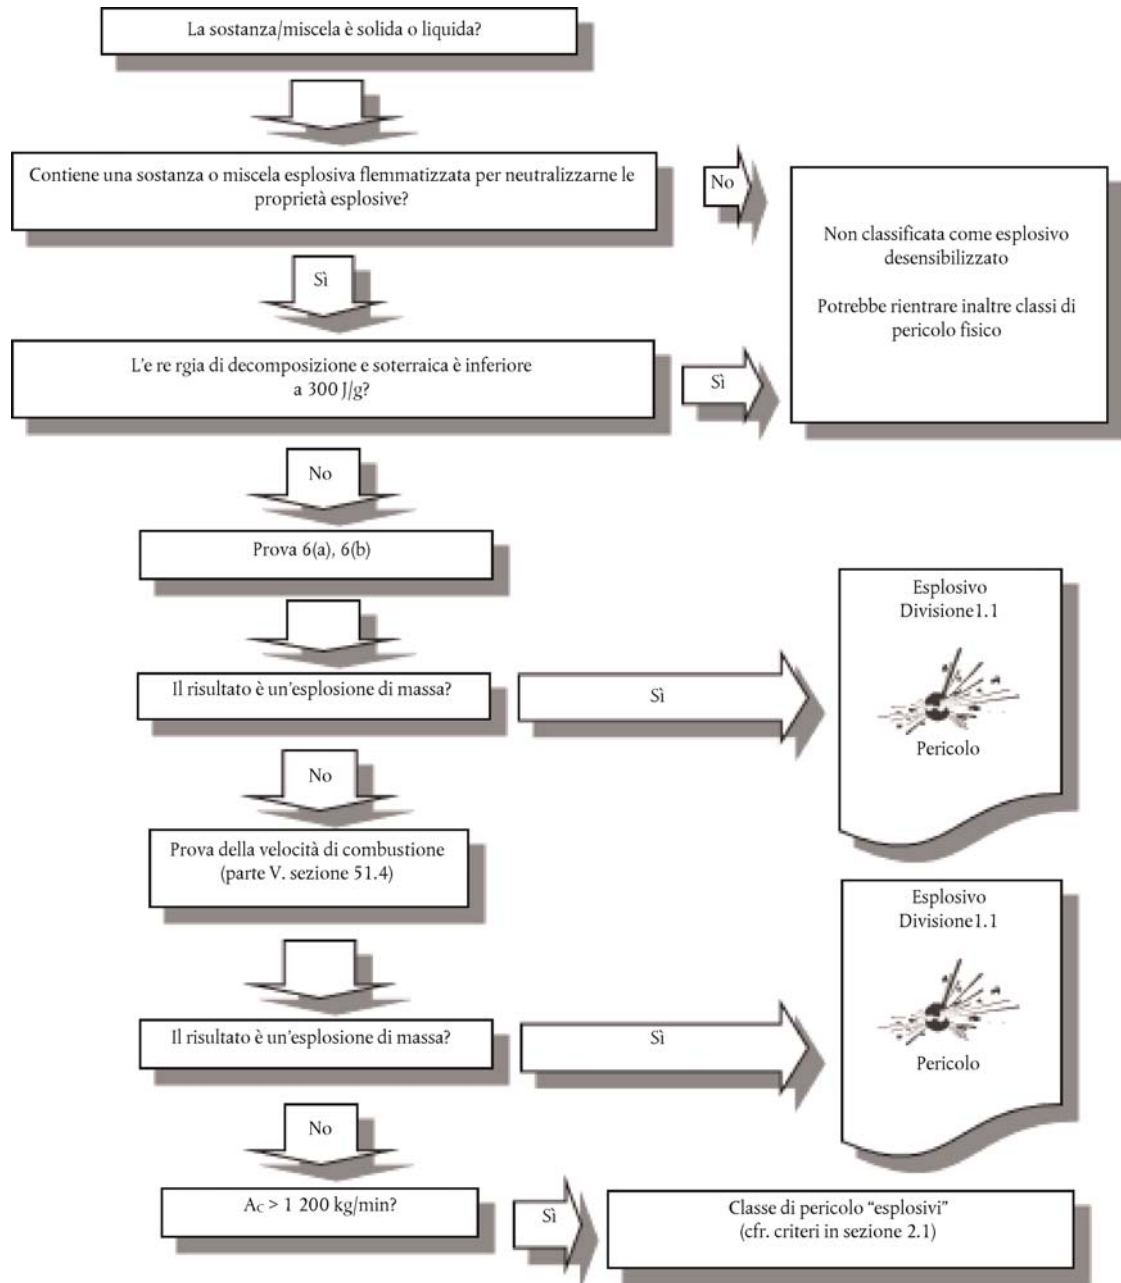 La sostanza/miscela è solida o liquida?
Contiene una sostanza o miscela esplosiva flemmatizzata per neutralizzarne le
proprietà esplosive?
No
Non classificata come esplosivo
desensibilizzato
Potrebbe rientrare inaltre classi di
pericolo fisico
Sì
L'e re rgia di decomposizione e soterraica è inferiore
a 300 J/g?
Sì
No
Prova 6(a), 6(b)
Esplosivo
Divisione1.1
Pericolo
Il risultato è un'esplosione di massa?
Sì
No
Prova della velocità di combustione
(parte V. sezione 51.4)
Esplosivo
Divisione1.1
Pericolo
Il risultato è un'esplosione di massa?
Sì
No
AC > 1 200 kg/min?
Sì
Classe di pericolo "esplosivi"
(cfr. criteri in sezione 2.1)